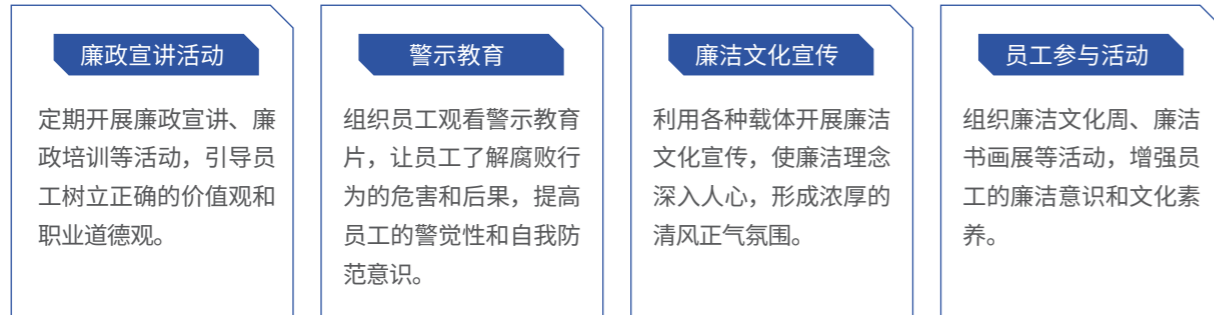 廉政宣讲活动
定期开展廉政宣讲、廉
政培训等活动，引导员
工树立正确的价值观和
职业道德观。
警示教育
组织员工观看警示教育
片，让员工了解腐败行
为的危害和后果，提高
员工的警觉性和自我防
范意识。
廉洁文化宣传
利用各种载体开展廉洁
文化宣传，使廉洁理念
深入人心，形成浓厚的
清风正气氛围。
员工参与活动
组织廉洁文化周、廉洁
书画展等活动，增强员
工的廉洁意识和文化素
养。